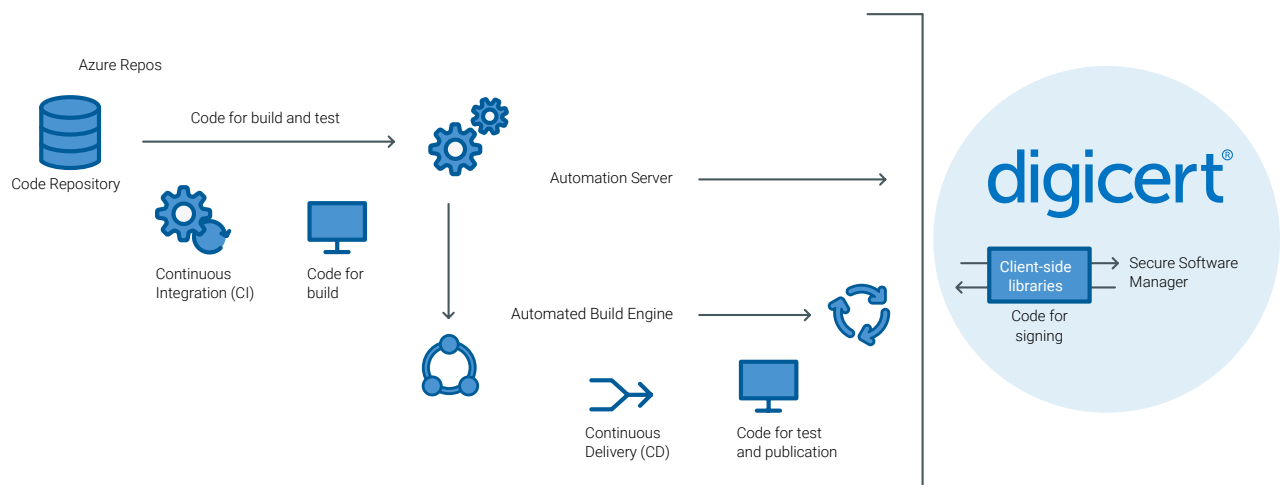 Azure Repos
Code for build and test
Code Repository
Continuous
Integration (CI)
Code for
build
Automation Server
Automated Build Engine
Continuous
Delivery (CD)
Code for test
and publication
digicert®
Client-side
libraries
Secure Software
Manager
Code for
signing